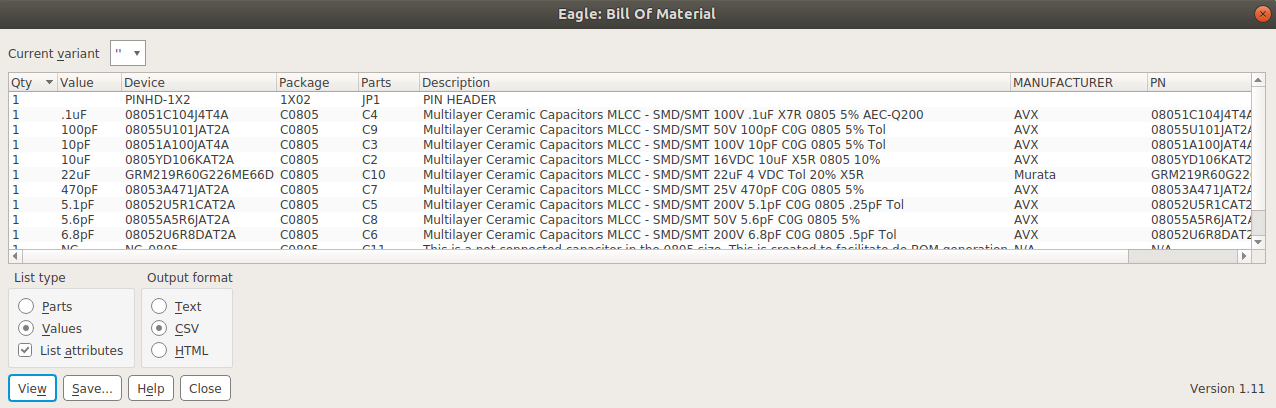 Eagle: Bill Of Material
Current variant ''
Qty Value Device Package Parts Description MANUFACTURER PN
1 PINHD-1X2 1X02 JP1 PIN HEADER
1 .1uF 08051C104J4T4A C0805 C4 Multilayer Ceramic Capacitors MLCC - SMD/SMT 100V .1uF X7R 0805 5% AEC-Q200 AVX 08051C104J4T4A
1 100pF 08055U101JAT2A C0805 C9 Multilayer Ceramic Capacitors MLCC - SMD/SMT 50V 100pF C0G 0805 5% Tol AVX 08055U101JAT2A
1 10pF 08051A100JAT4A C0805 C3 Multilayer Ceramic Capacitors MLCC - SMD/SMT 100V 10pF C0G 0805 5% Tol AVX 08051A100JAT4A
1 10uF 0805YD106KAT2A C0805 C2 Multilayer Ceramic Capacitors MLCC - SMD/SMT 16VDC 10uF X5R 0805 10% AVX 0805YD106KAT2
1 22uF GRM219R60G226ME66D C0805 C10 Multilayer Ceramic Capacitors MLCC - SMD/SMT 22uF 4 VDC Tol 20% X5R Murata GRM219R60G22
1 470pF 08053A471JAT2A C0805 C7 Multilayer Ceramic Capacitors MLCC - SMD/SMT 25V 470pF C0G 0805 5% AVX 08053A471JAT2A
1 5.1pF 08052U5R1CAT2A C0805 C5 Multilayer Ceramic Capacitors MLCC - SMD/SMT 200V 5.1pF C0G 0805 .25pF Tol AVX 08052U5R1CAT2
1 5.6pF 08055A5R6JAT2A C0805 C8 Multilayer Ceramic Capacitors MLCC - SMD/SMT 50V 5.6pF C0G 0805 5% AVX 08055A5R6JAT2A
1 6.8pF 08052U6R8DAT2A C0805 C6 Multilayer Ceramic Capacitors MLCC - SMD/SMT 200V 6.8pF C0G 0805 .5pF Tol AVX 08052U6R8DAT2
1 NC NC-0805 C0805 C11 This is a not connected capacitor in the 0805 size. This is created to facilitate de BOM generation N/A N/A
List type Output format
Parts Text
Values CSV
List attributes HTML
View Save... Help Close Version 1.11